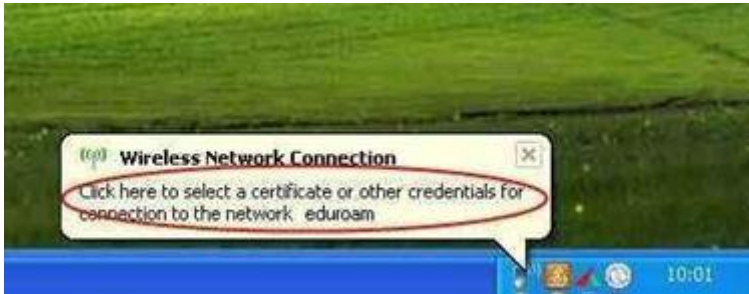 Wireless Network Connection
Click here to select a certificate or other credentials for
connection to the network eduroam
10:01